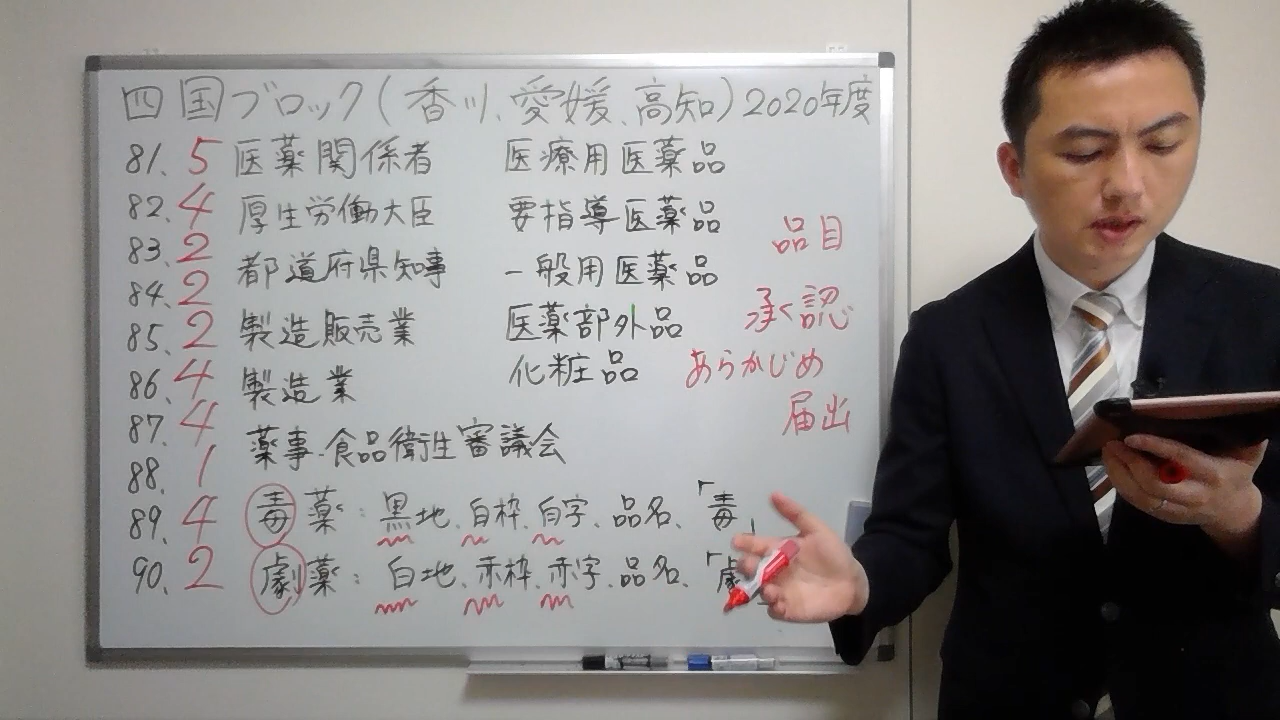 四国ブロック(香川、愛媛、高知)2020年度
81. 5 医薬関係者 医療用医薬品
82. 4 厚生労働大臣 要指導医薬品
品目
83. 2 都道府県知事 一般用医薬品
84. 2
承認
85. 2 製造販売業 医薬部外品
86. 4 製造業 化粧品 あらかじめ
届出
87. 4 薬事・食品衛生審議会
88. 1
89. 4 毒薬:黒地、白枠、白字、品名、「毒」
90. 2 劇薬:白地、赤枠、赤字、品名、「劇」